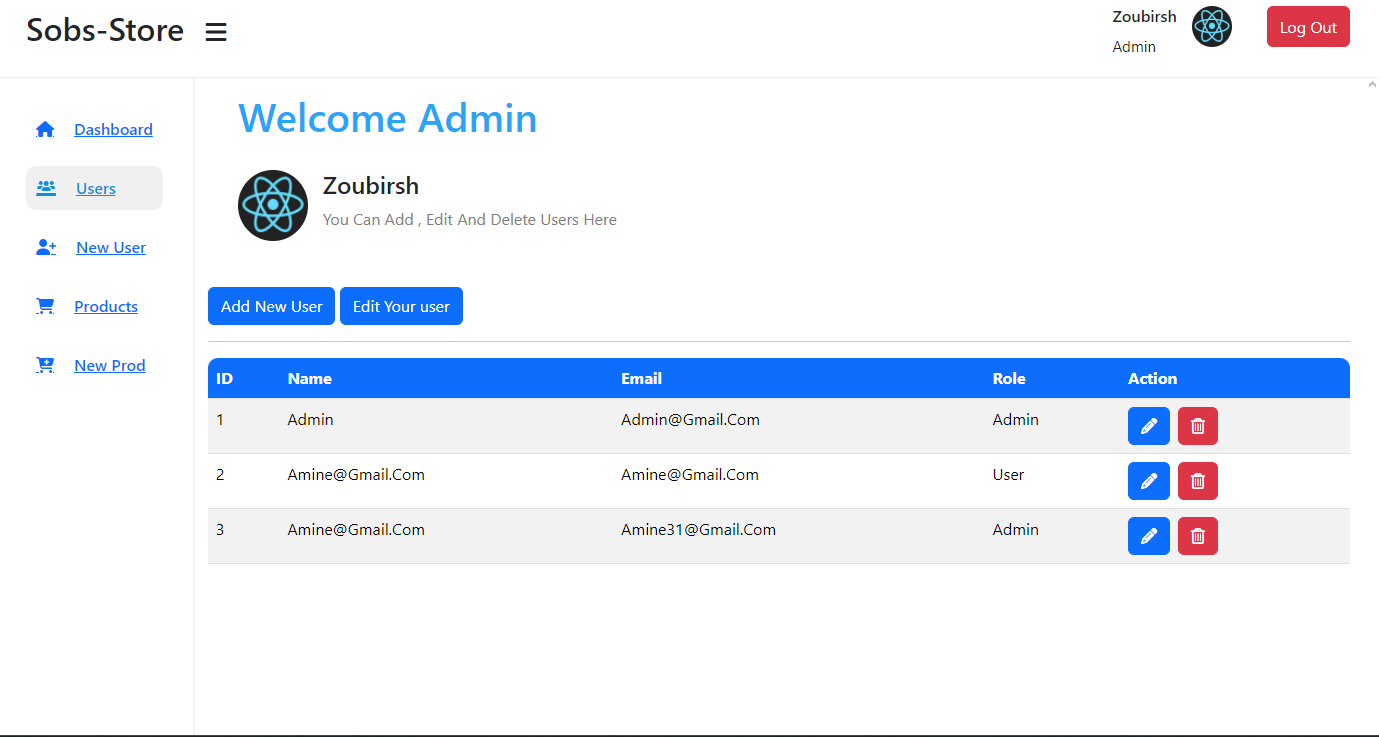 Sobs-Store
Zoubirsh
Admin
Log Out
Dashboard
Users
New User
Products
New Prod
Welcome Admin
Zoubirsh
You Can Add , Edit And Delete Users Here
Add New User Edit Your user
ID Name Email Role Action
1 Admin Admin@Gmail.Com Admin
2 Amine@Gmail.Com Amine@Gmail.Com User
3 Amine@Gmail.Com Amine31@Gmail.Com Admin